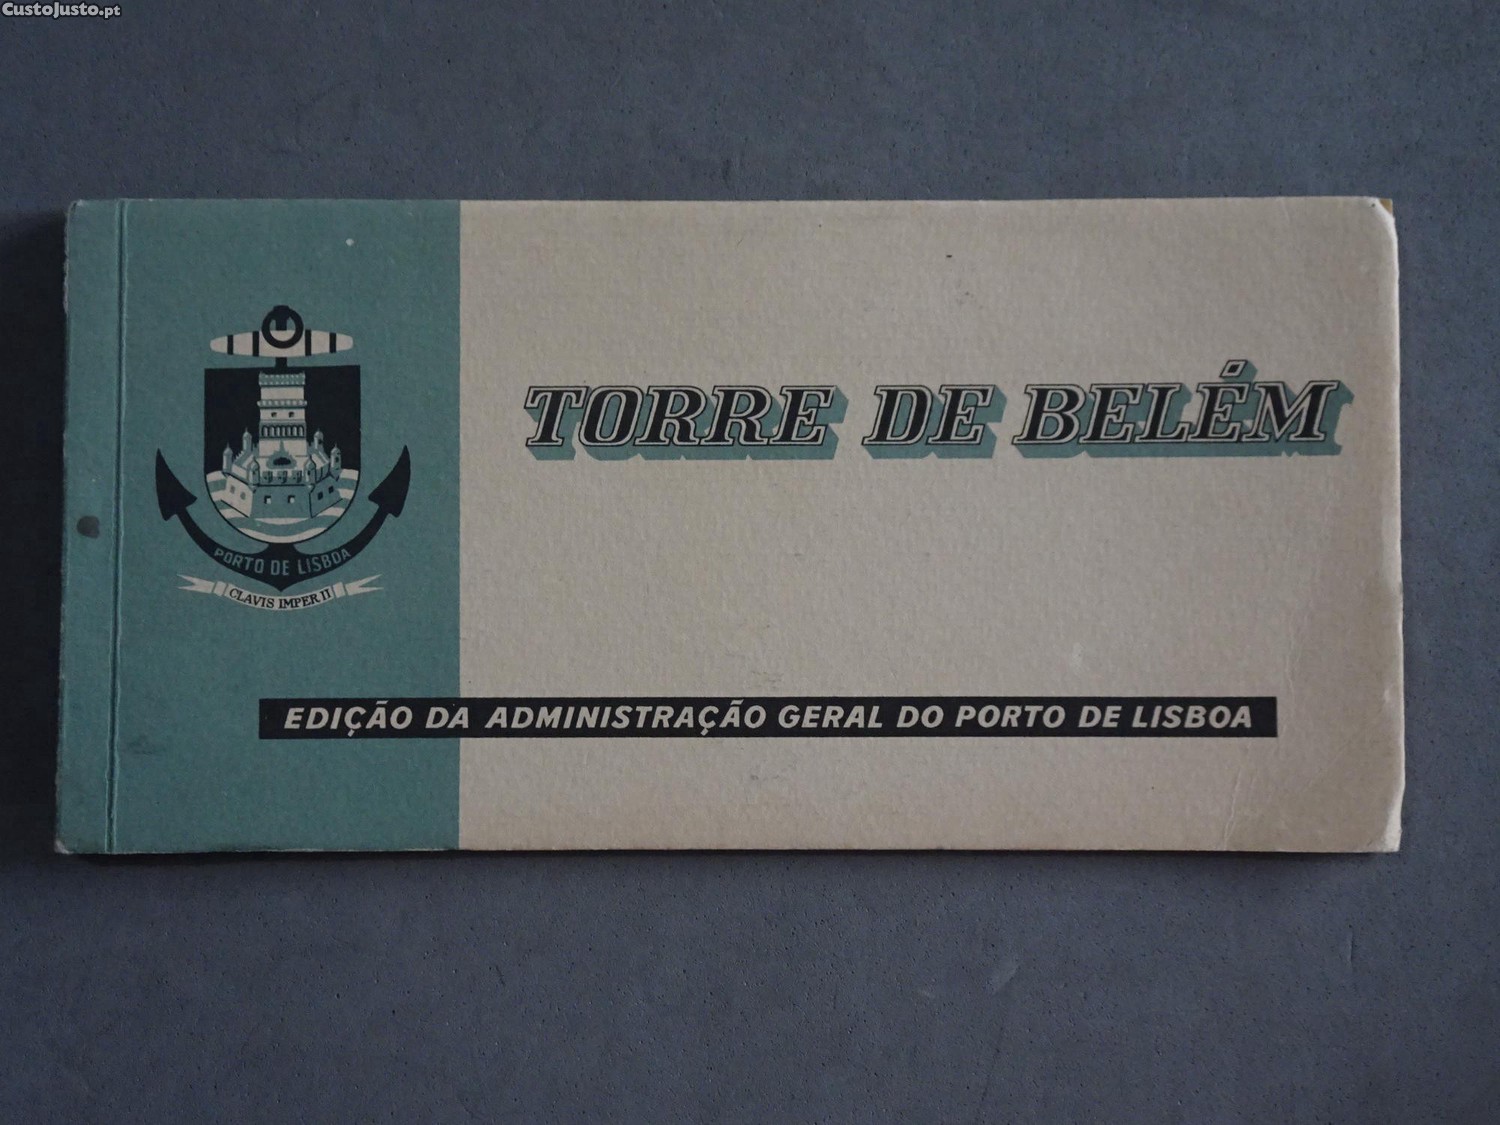 CustoJusto.pt
TORRE DE BELÉM
PORTO DE LISBOA
CLAVIS IMPERII
EDIÇÃO DA ADMINISTRAÇÃO GERAL DO PORTO DE LISBOA